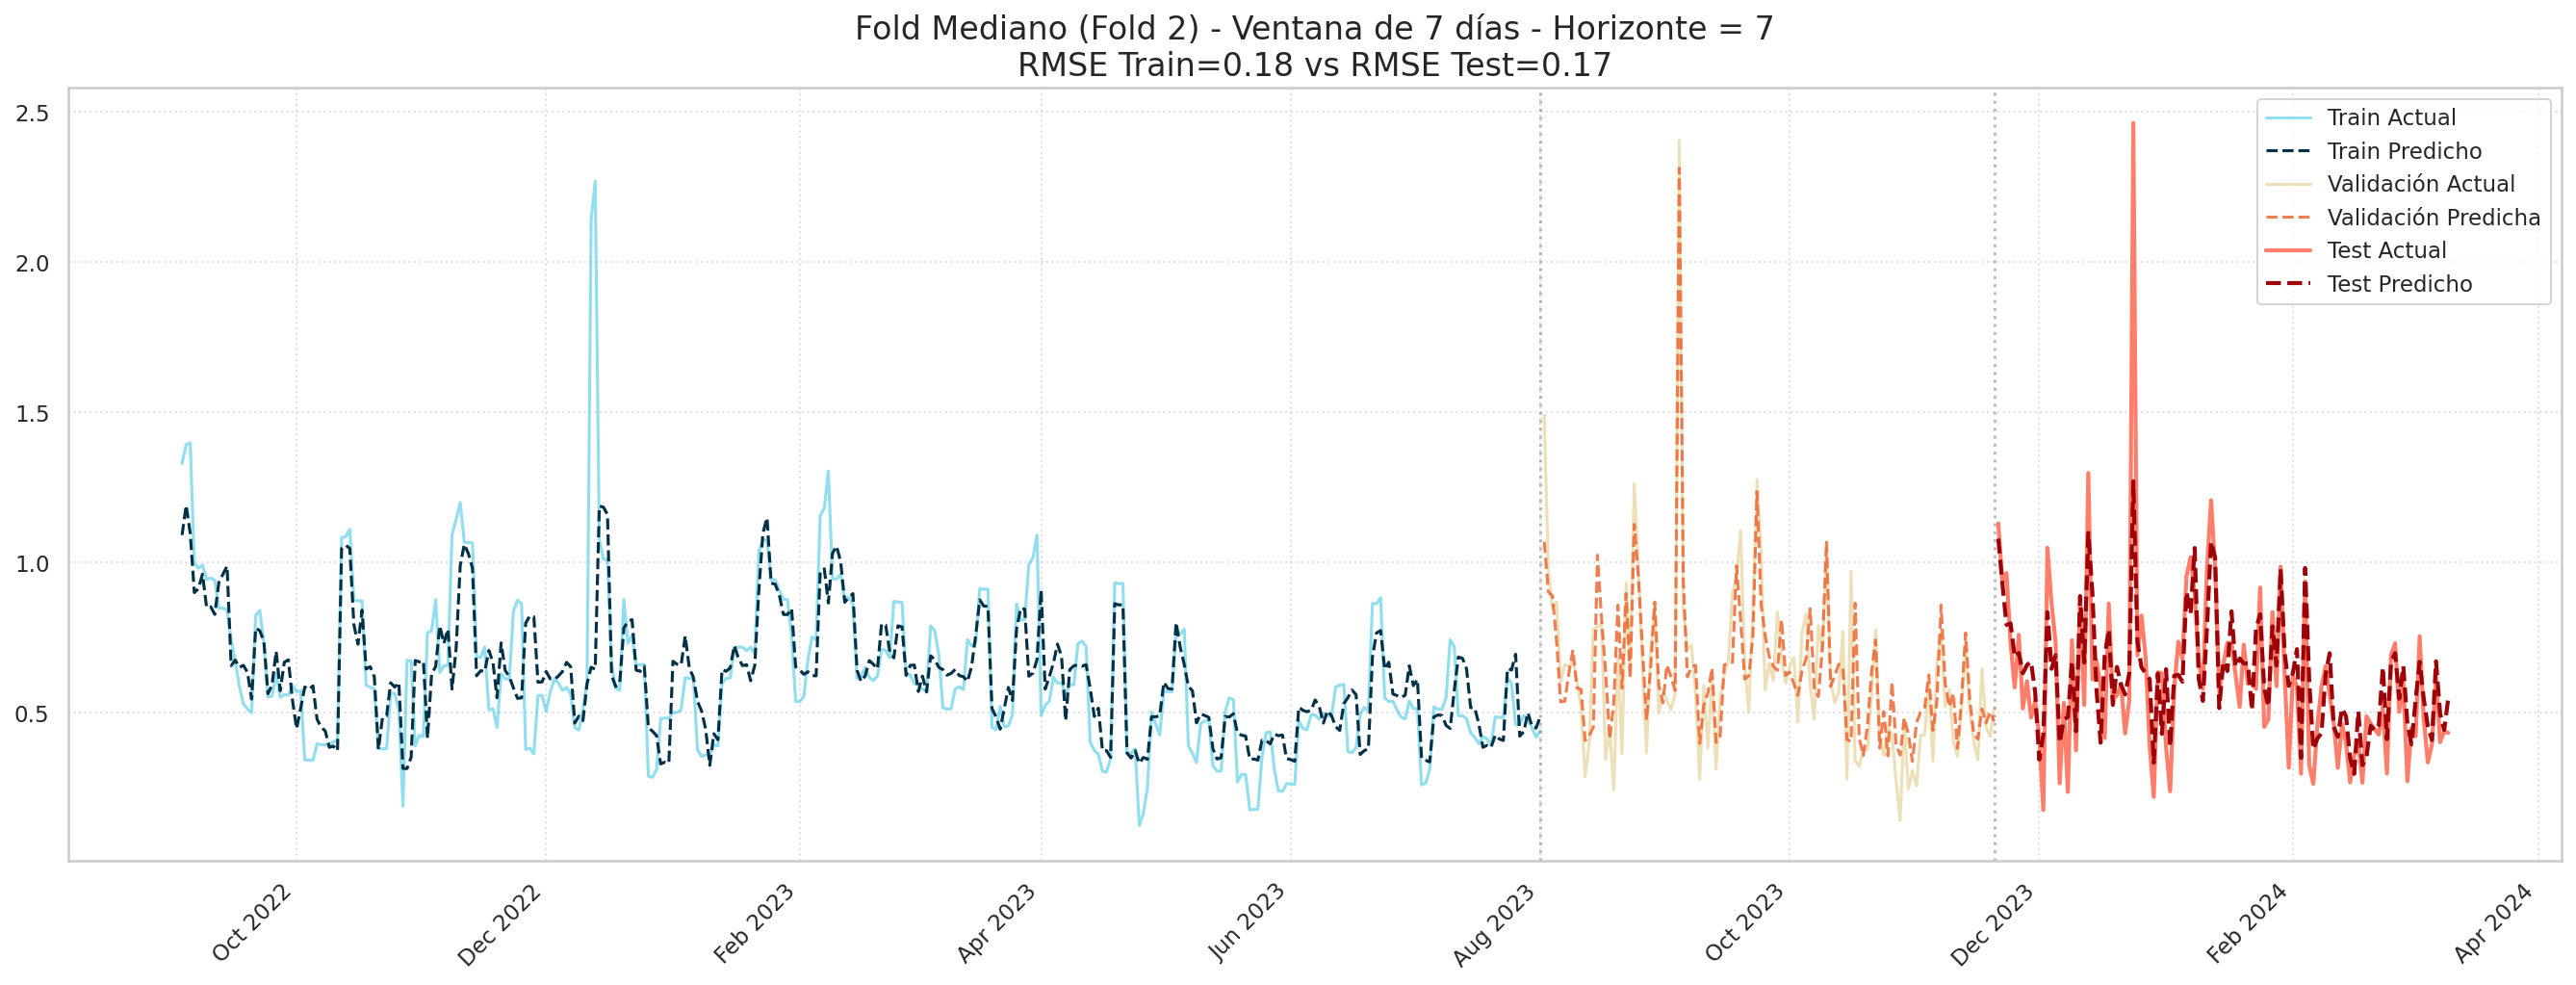 Fold Mediano (Fold 2) - Ventana de 7 días - Horizonte = 7
RMSE Train=0.18 vs RMSE Test=0.17
2.5
2.0
1.5
1.0
0.5
Train Actual
Train Predicho
Validación Actual
Validación Predicha
Test Actual
Test Predicho
Oct 2022
Dec 2022
Feb 2023
Apr 2023
Jun 2023
Aug 2023
Oct 2023
Dec 2023
Feb 2024
Apr 2024